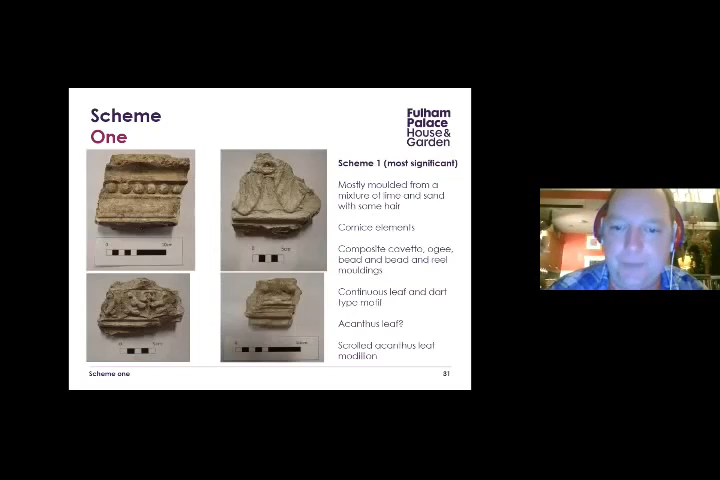 Scheme
One
Fulham
Palace
House &
Garden
Scheme 1 (most significant)
Mostly moulded from a
mixture of lime and sand
with some hair
Cornice elements
Composite cavetto, ogee,
bead and bead and reel
mouldings
Continuous leaf and dart
type motif
Acanthus leaf?
Scrolled acanthus leaf
modillion
Scheme one
31